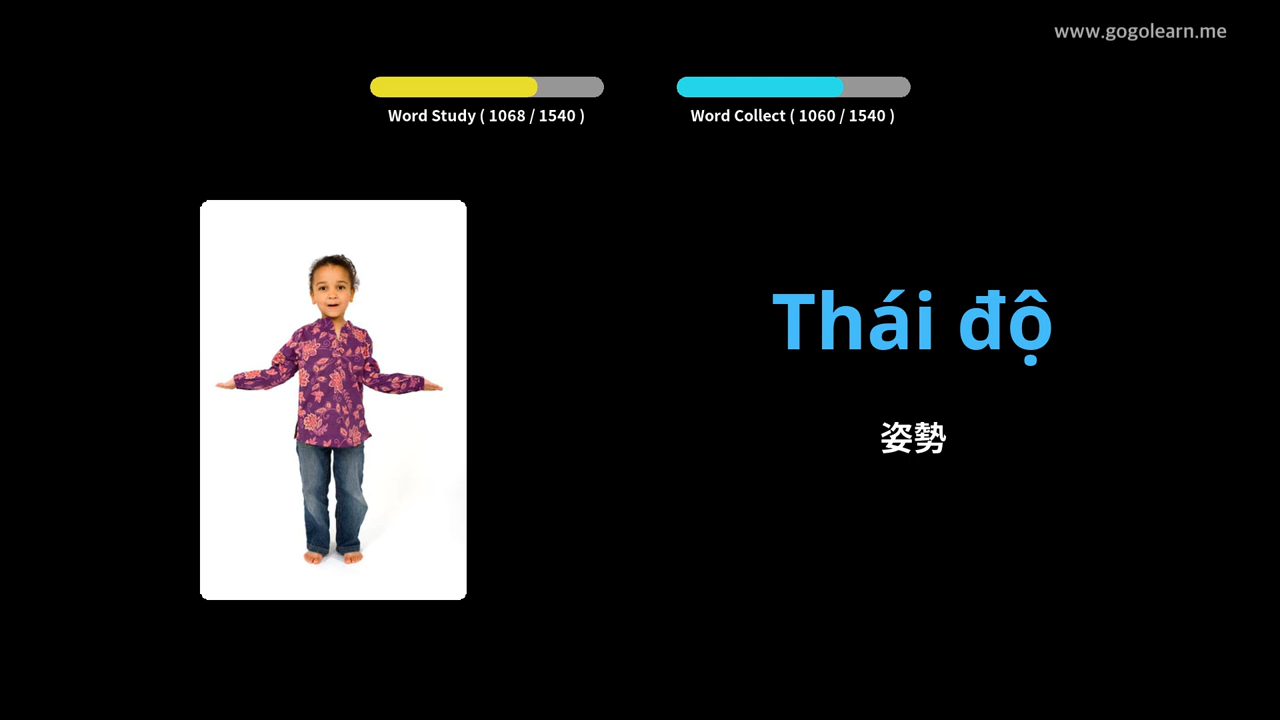 www.gogolearn.me
Word Study ( 1068 / 1540 )
Word Collect ( 1060 / 1540 )
Thái độ
姿勢